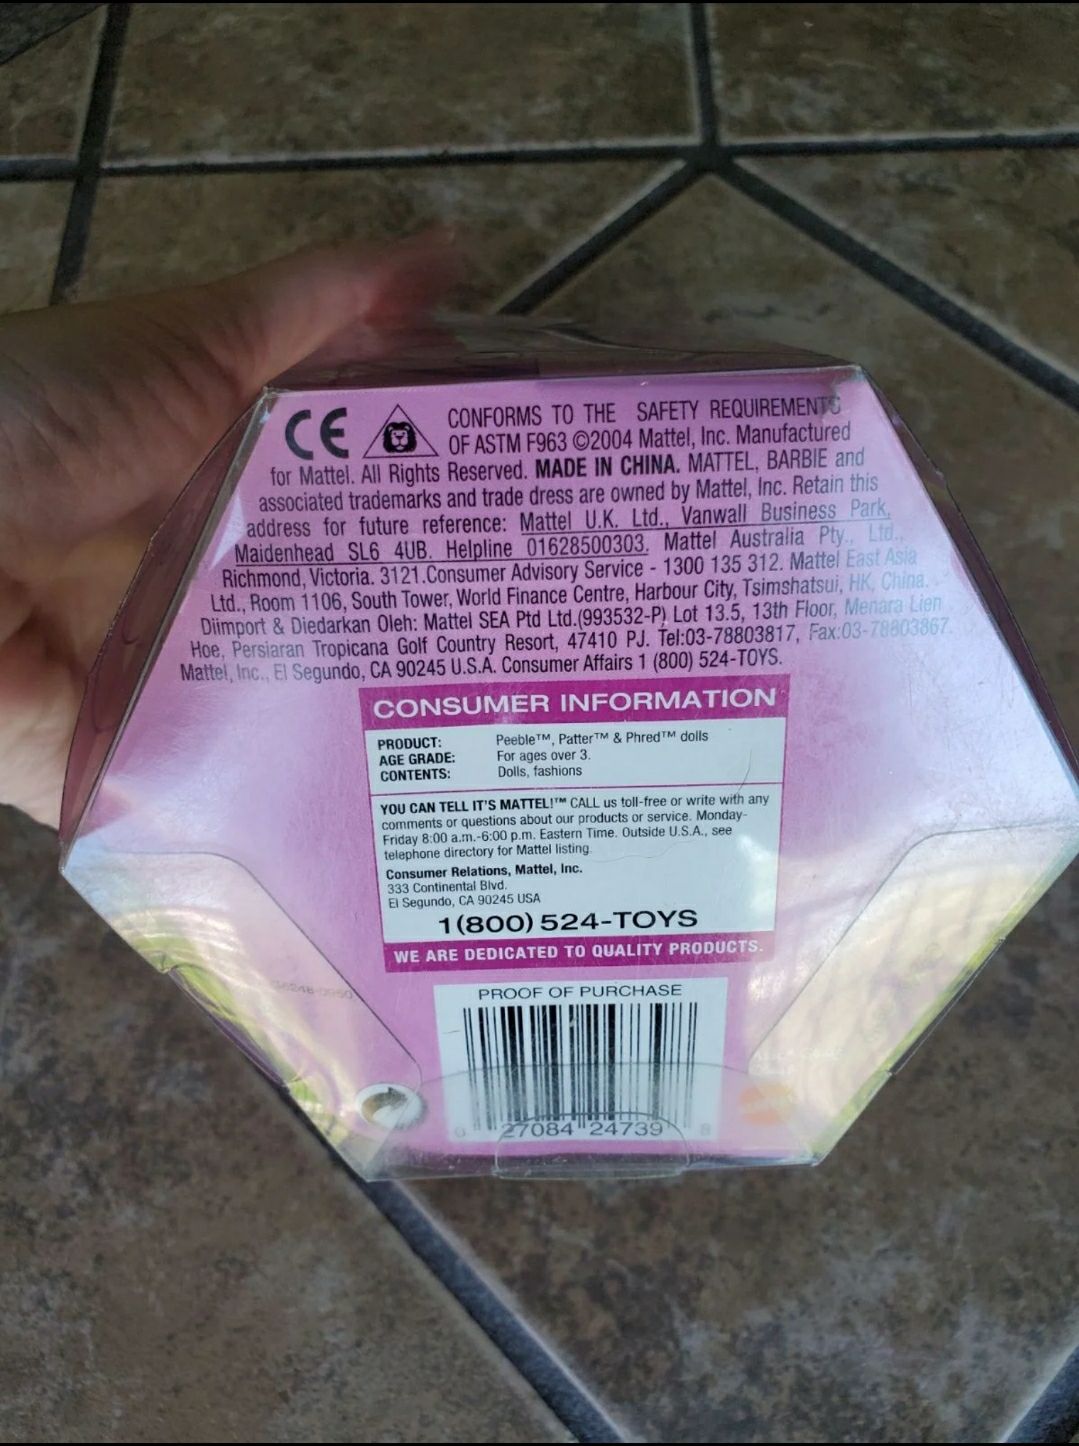 CE CONFORMS TO THE SAFETY REQUIREMENTS
OF ASTM F963 ©2004 Mattel, Inc. Manufactured
for Mattel. All Rights Reserved. MADE IN CHINA. MATTEL, BARBIE and
associated trademarks and trade dress are owned by Mattel, Inc. Retain this
address for future reference: Mattel U.K. Ltd., Vanwall Business Park,
Maidenhead SL6 4UB. Helpline 01628500303. Mattel Australia Pty., Ltd.,
Richmond, Victoria. 3121.Consumer Advisory Service - 1300 135 312. Mattel East Asia
Ltd., Room 1106, South Tower, World Finance Centre, Harbour City, Tsimshatsui, HK, China.
Diimport & Diedarkan Oleh: Mattel SEA Ptd Ltd.(993532-P) Lot 13.5, 13th Floor, Menara Lien
Hoe, Persiaran Tropicana Golf Country Resort, 47410 PJ. Tel:03-78803817, Fax:03-78803867.
Mattel, Inc., El Segundo, CA 90245 U.S.A. Consumer Affairs 1 (800) 524-TOYS.
CONSUMER INFORMATION
PRODUCT: Peeble™, Patter™ & Phred™ dolls
AGE GRADE: For ages over 3.
CONTENTS: Dolls, fashions
YOU CAN TELL IT'S MATTEL!™ CALL us toll-free or write with any
comments or questions about our products or service. Monday-
Friday 8:00 a.m.-6:00 p.m. Eastern Time. Outside U.S.A., see
telephone directory for Mattel listing.
Consumer Relations, Mattel, Inc.
333 Continental Blvd.
El Segundo, CA 90245 USA
1(800) 524-TOYS
WE ARE DEDICATED TO QUALITY PRODUCTS.
PROOF OF PURCHASE
0 27084 24739 8